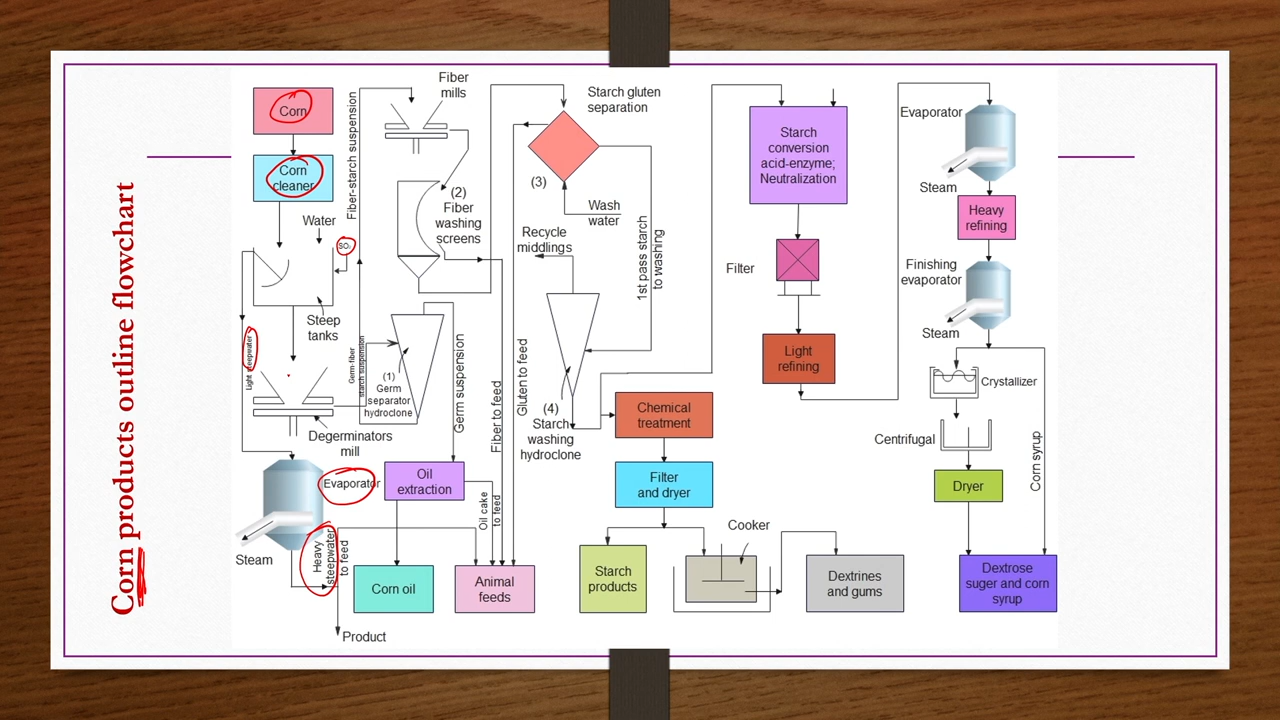 Corn products outline flowchart
Corn
Corn
cleaner
Water
SO₂
Steep
tanks
Light steepwater
Degerminators
mill
Evaporator
Steam
Heavy
steepwater
to feed
Product
Fiber-starch suspension
Fiber
mills
(2)
Fiber
washing
screens
Germ-fiber
starch suspension
(1)
Germ
separator
hydroclone
Germ suspension
Oil
extraction
Oil cake
to feed
Fiber to feed
Gluten to feed
Corn oil
Animal
feeds
Starch gluten
separation
(3)
Wash
water
Recycle
middlings
1st pass starch
to washing
(4)
Starch
washing
hydroclone
Chemical
treatment
Filter
and dryer
Starch
products
Cooker
Dextrines
and gums
Starch
conversion
acid-enzyme;
Neutralization
Filter
Light
refining
Evaporator
Steam
Heavy
refining
Finishing
evaporator
Steam
Crystallizer
Centrifugal
Dryer
Corn syrup
Dextrose
suger and corn
syrup